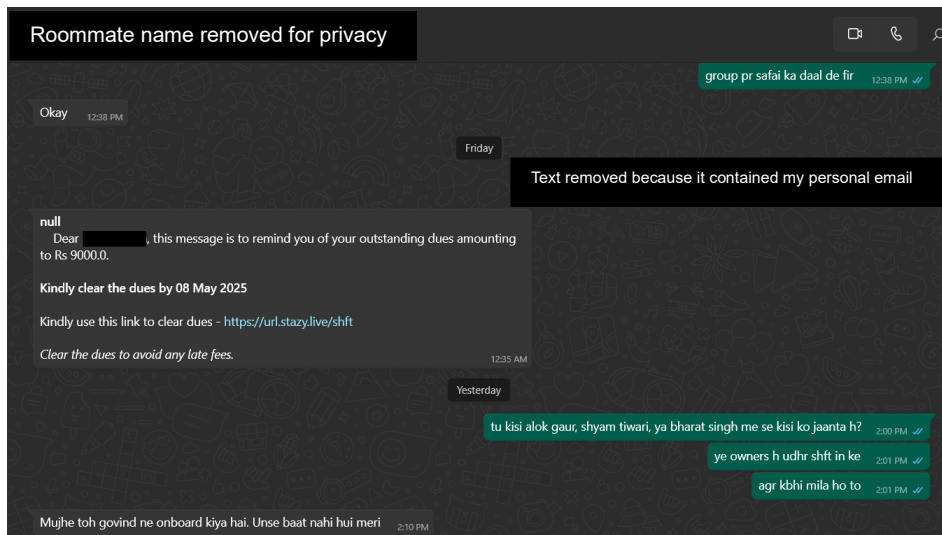 Roommate name removed for privacy
group pr safai ka daal de fir 12:38 PM
Okay 12:38 PM
Friday
Text removed because it contained my personal email
null
Dear , this message is to remind you of your outstanding dues amounting
to Rs 9000.0.
Kindly clear the dues by 08 May 2025
Kindly use this link to clear dues - https://url.stazy.live/shft
Clear the dues to avoid any late fees. 12:35 AM
Yesterday
tu kisi alok gaur, shyam tiwari, ya bharat singh me se kisi ko jaanta h? 2:00 PM
ye owners h udhr shft in ke 2:01 PM
agr kbhi mila ho to 2:01 PM
Mujhe toh govind ne onboard kiya hai. Unse baat nahi hui meri 2:10 PM